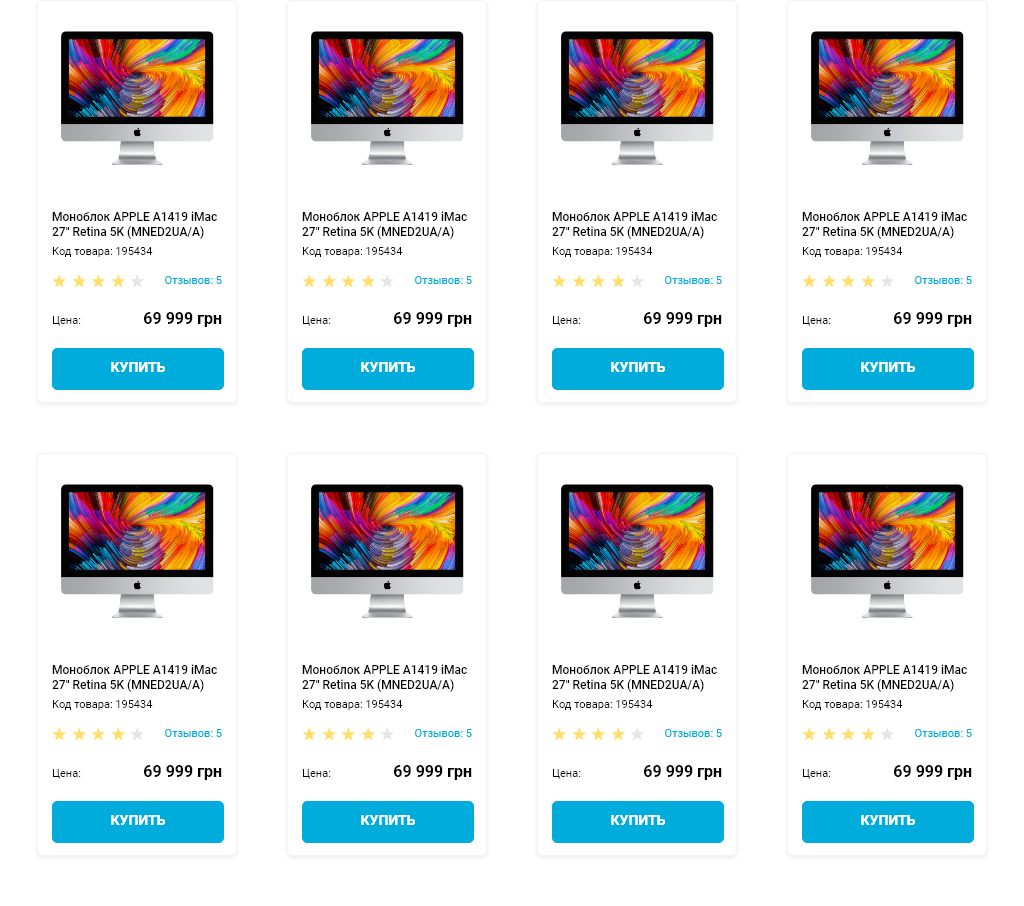 Моноблок APPLE A1419 iMac
27" Retina 5K (MNED2UA/A)
Код товара: 195434
Отзывов: 5
Цена: 69 999 грн
КУПИТЬ
Моноблок APPLE A1419 iMac
27" Retina 5K (MNED2UA/A)
Код товара: 195434
Отзывов: 5
Цена: 69 999 грн
КУПИТЬ
Моноблок APPLE A1419 iMac
27" Retina 5K (MNED2UA/A)
Код товара: 195434
Отзывов: 5
Цена: 69 999 грн
КУПИТЬ
Моноблок APPLE A1419 iMac
27" Retina 5K (MNED2UA/A)
Код товара: 195434
Отзывов: 5
Цена: 69 999 грн
КУПИТЬ
Моноблок APPLE A1419 iMac
27" Retina 5K (MNED2UA/A)
Код товара: 195434
Отзывов: 5
Цена: 69 999 грн
КУПИТЬ
Моноблок APPLE A1419 iMac
27" Retina 5K (MNED2UA/A)
Код товара: 195434
Отзывов: 5
Цена: 69 999 грн
КУПИТЬ
Моноблок APPLE A1419 iMac
27" Retina 5K (MNED2UA/A)
Код товара: 195434
Отзывов: 5
Цена: 69 999 грн
КУПИТЬ
Моноблок APPLE A1419 iMac
27" Retina 5K (MNED2UA/A)
Код товара: 195434
Отзывов: 5
Цена: 69 999 грн
КУПИТЬ